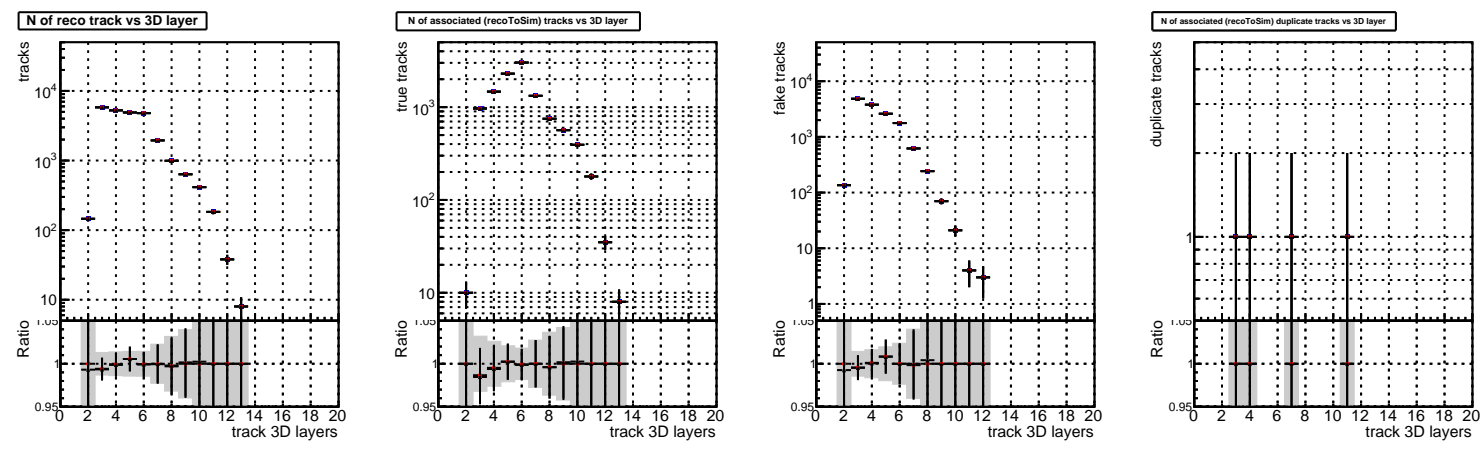 N of reco track vs 3D layer
tracks
10⁴
10³
10²
10
Ratio
1.05
1
0.95
0 2 4 6 8 10 12 14 16 18 20
track 3D layers
N of associated (recoToSim) tracks vs 3D layer
true tracks
10³
10²
10
Ratio
1.05
1
0.95
0 2 4 6 8 10 12 14 16 18 20
track 3D layers
fake tracks
10⁴
10³
10²
10
1
Ratio
1.05
1
0.95
0 2 4 6 8 10 12 14 16 18 20
track 3D layers
N of associated (recoToSim) duplicate tracks vs 3D layer
duplicate tracks
1
Ratio
1.05
1
0.95
0 2 4 6 8 10 12 14 16 18 20
track 3D layers